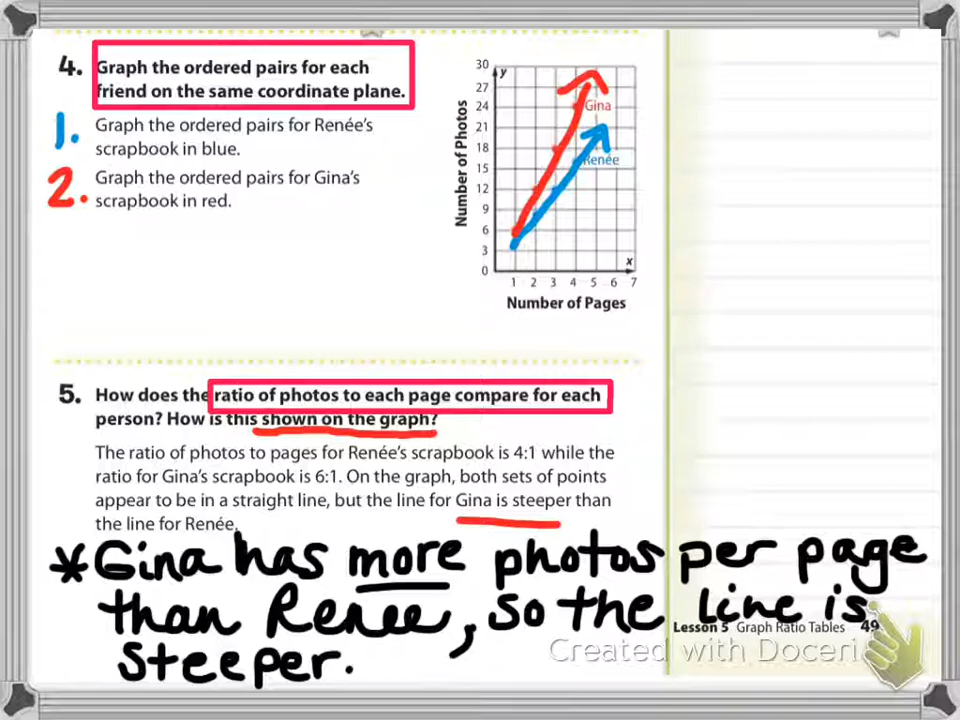 4. Graph the ordered pairs for each
friend on the same coordinate plane.
1. Graph the ordered pairs for Renée's
scrapbook in blue.
2. Graph the ordered pairs for Gina's
scrapbook in red.
Number of Photos
30
27
24
21
18
15
12
9
6
3
0
y
Gina
Renée
x
1 2 3 4 5 6 7
Number of Pages
5. How does the ratio of photos to each page compare for each
person? How is this shown on the graph?
The ratio of photos to pages for Renée's scrapbook is 4:1 while the
ratio for Gina's scrapbook is 6:1. On the graph, both sets of points
appear to be in a straight line, but the line for Gina is steeper than
the line for Renée.
*Gina has more photos per page
than Renee, so the line is
steeper.
Lesson 5 Graph Ratio Tables 49
Created with Doceri